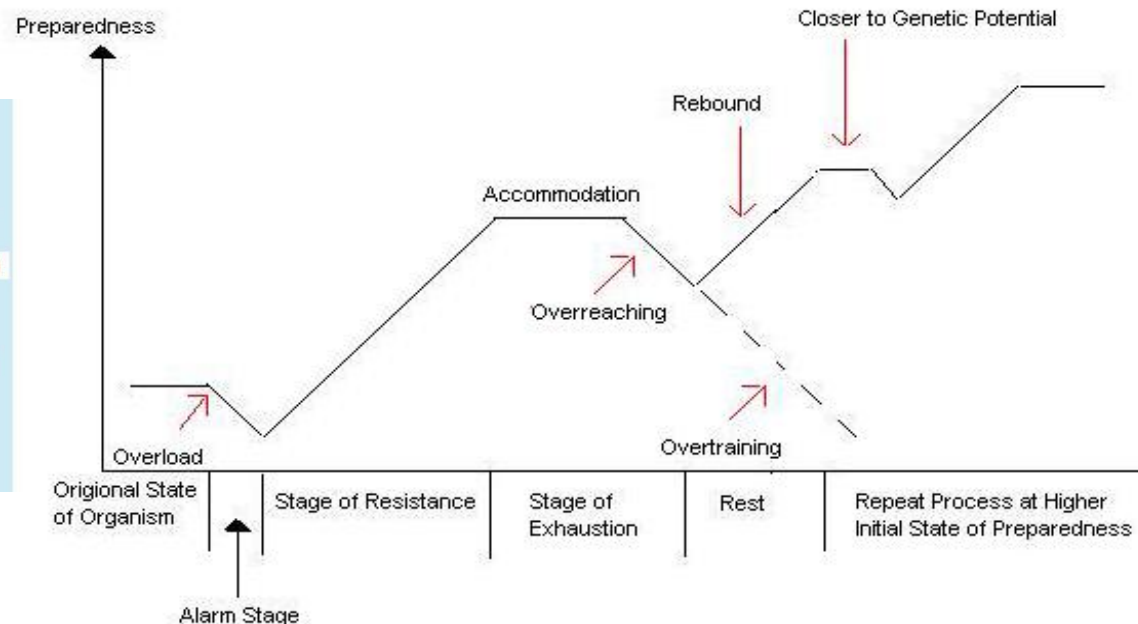 Preparedness
Closer to Genetic Potential
Rebound
Accommodation
Overreaching
Overtraining
Overload
Origional State
of Organism
Stage of Resistance
Stage of
Exhaustion
Rest
Repeat Process at Higher
Initial State of Preparedness
Alarm Stage